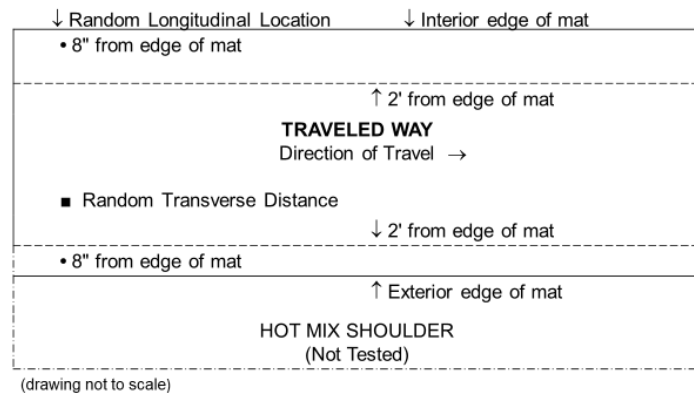 ↓ Random Longitudinal Location ↓ Interior edge of mat
• 8" from edge of mat
↑ 2' from edge of mat
TRAVELED WAY
Direction of Travel →
■ Random Transverse Distance
↓ 2' from edge of mat
• 8" from edge of mat
↑ Exterior edge of mat
HOT MIX SHOULDER
(Not Tested)
(drawing not to scale)